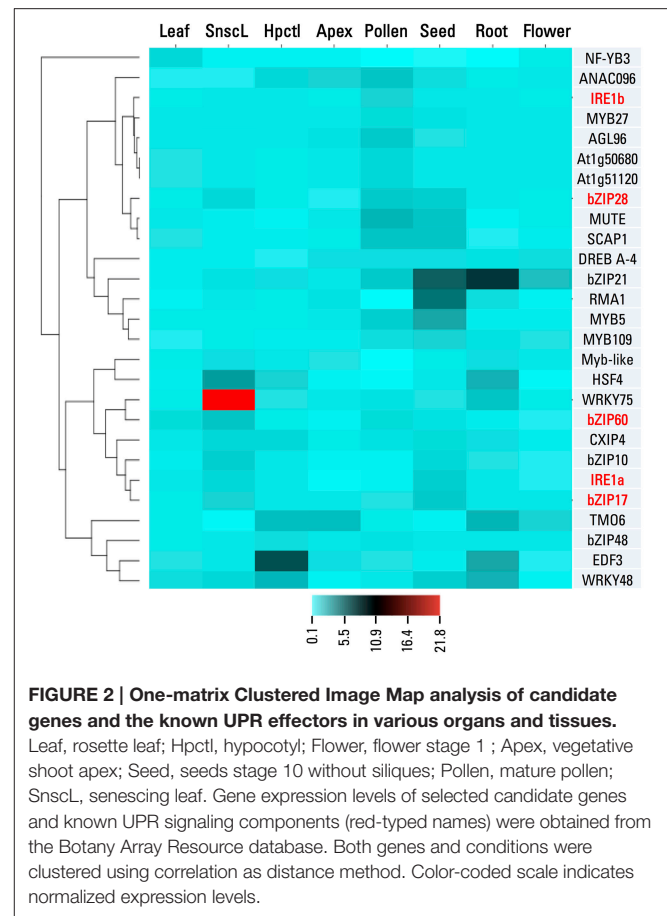 Leaf SnscL Hpctl Apex Pollen Seed Root Flower
NF-YB3
ANAC096
IRE1b
MYB27
AGL96
At1g50680
At1g51120
bZIP28
MUTE
SCAP1
DREB A-4
bZIP21
RMA1
MYB5
MYB109
Myb-like
HSF4
WRKY75
bZIP60
CXIP4
bZIP10
IRE1a
bZIP17
TMO6
bZIP48
EDF3
WRKY48
0.1 5.5 10.9 16.4 21.8
FIGURE 2 | One-matrix Clustered Image Map analysis of candidate
genes and the known UPR effectors in various organs and tissues.
Leaf, rosette leaf; Hpctl, hypocotyl; Flower, flower stage 1 ; Apex, vegetative
shoot apex; Seed, seeds stage 10 without siliques; Pollen, mature pollen;
SnscL, senescing leaf. Gene expression levels of selected candidate genes
and known UPR signaling components (red-typed names) were obtained from
the Botany Array Resource database. Both genes and conditions were
clustered using correlation as distance method. Color-coded scale indicates
normalized expression levels.